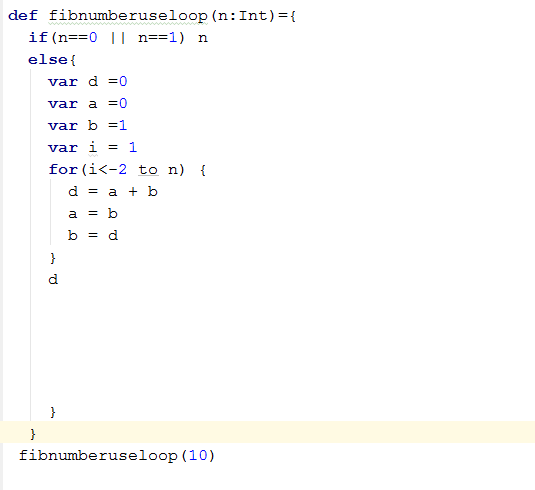 def fibnumberuseloop(n:Int)={
if(n==0 || n==1) n
else{
var d =0
var a =0
var b =1
var i = 1
for(i<-2 to n) {
d = a + b
a = b
b = d
}
d
}
}
fibnumberuseloop(10)